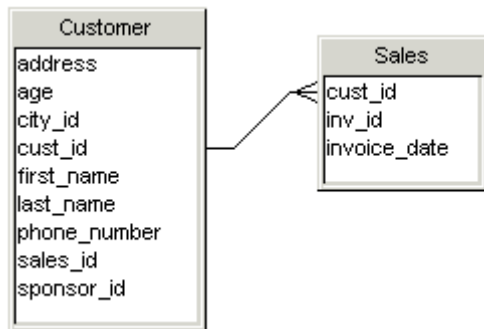 Customer
address
age
city_id
cust_id
first_name
last_name
phone_number
sales_id
sponsor_id
Sales
cust_id
inv_id
invoice_date